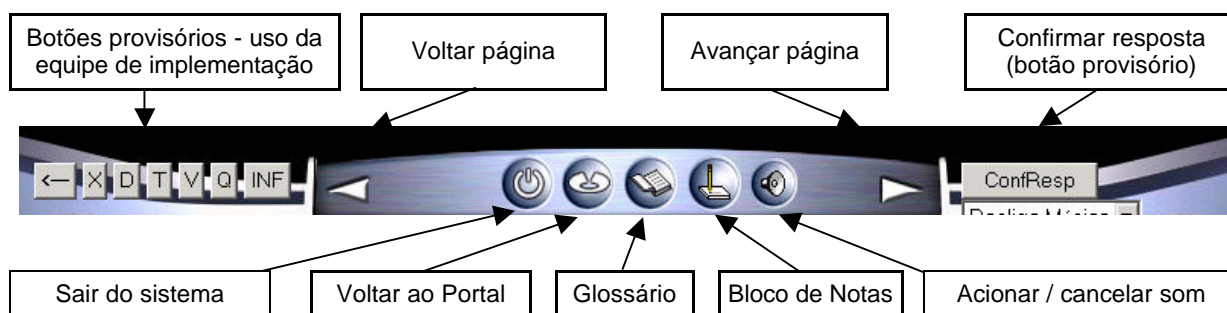 Botões provisórios - uso da
equipe de implementação
Voltar página
Avançar página
Confirmar resposta
(botão provisório)
<— X D T V Q INF
ConfResp
Sair do sistema
Voltar ao Portal
Glossário
Bloco de Notas
Acionar / cancelar som